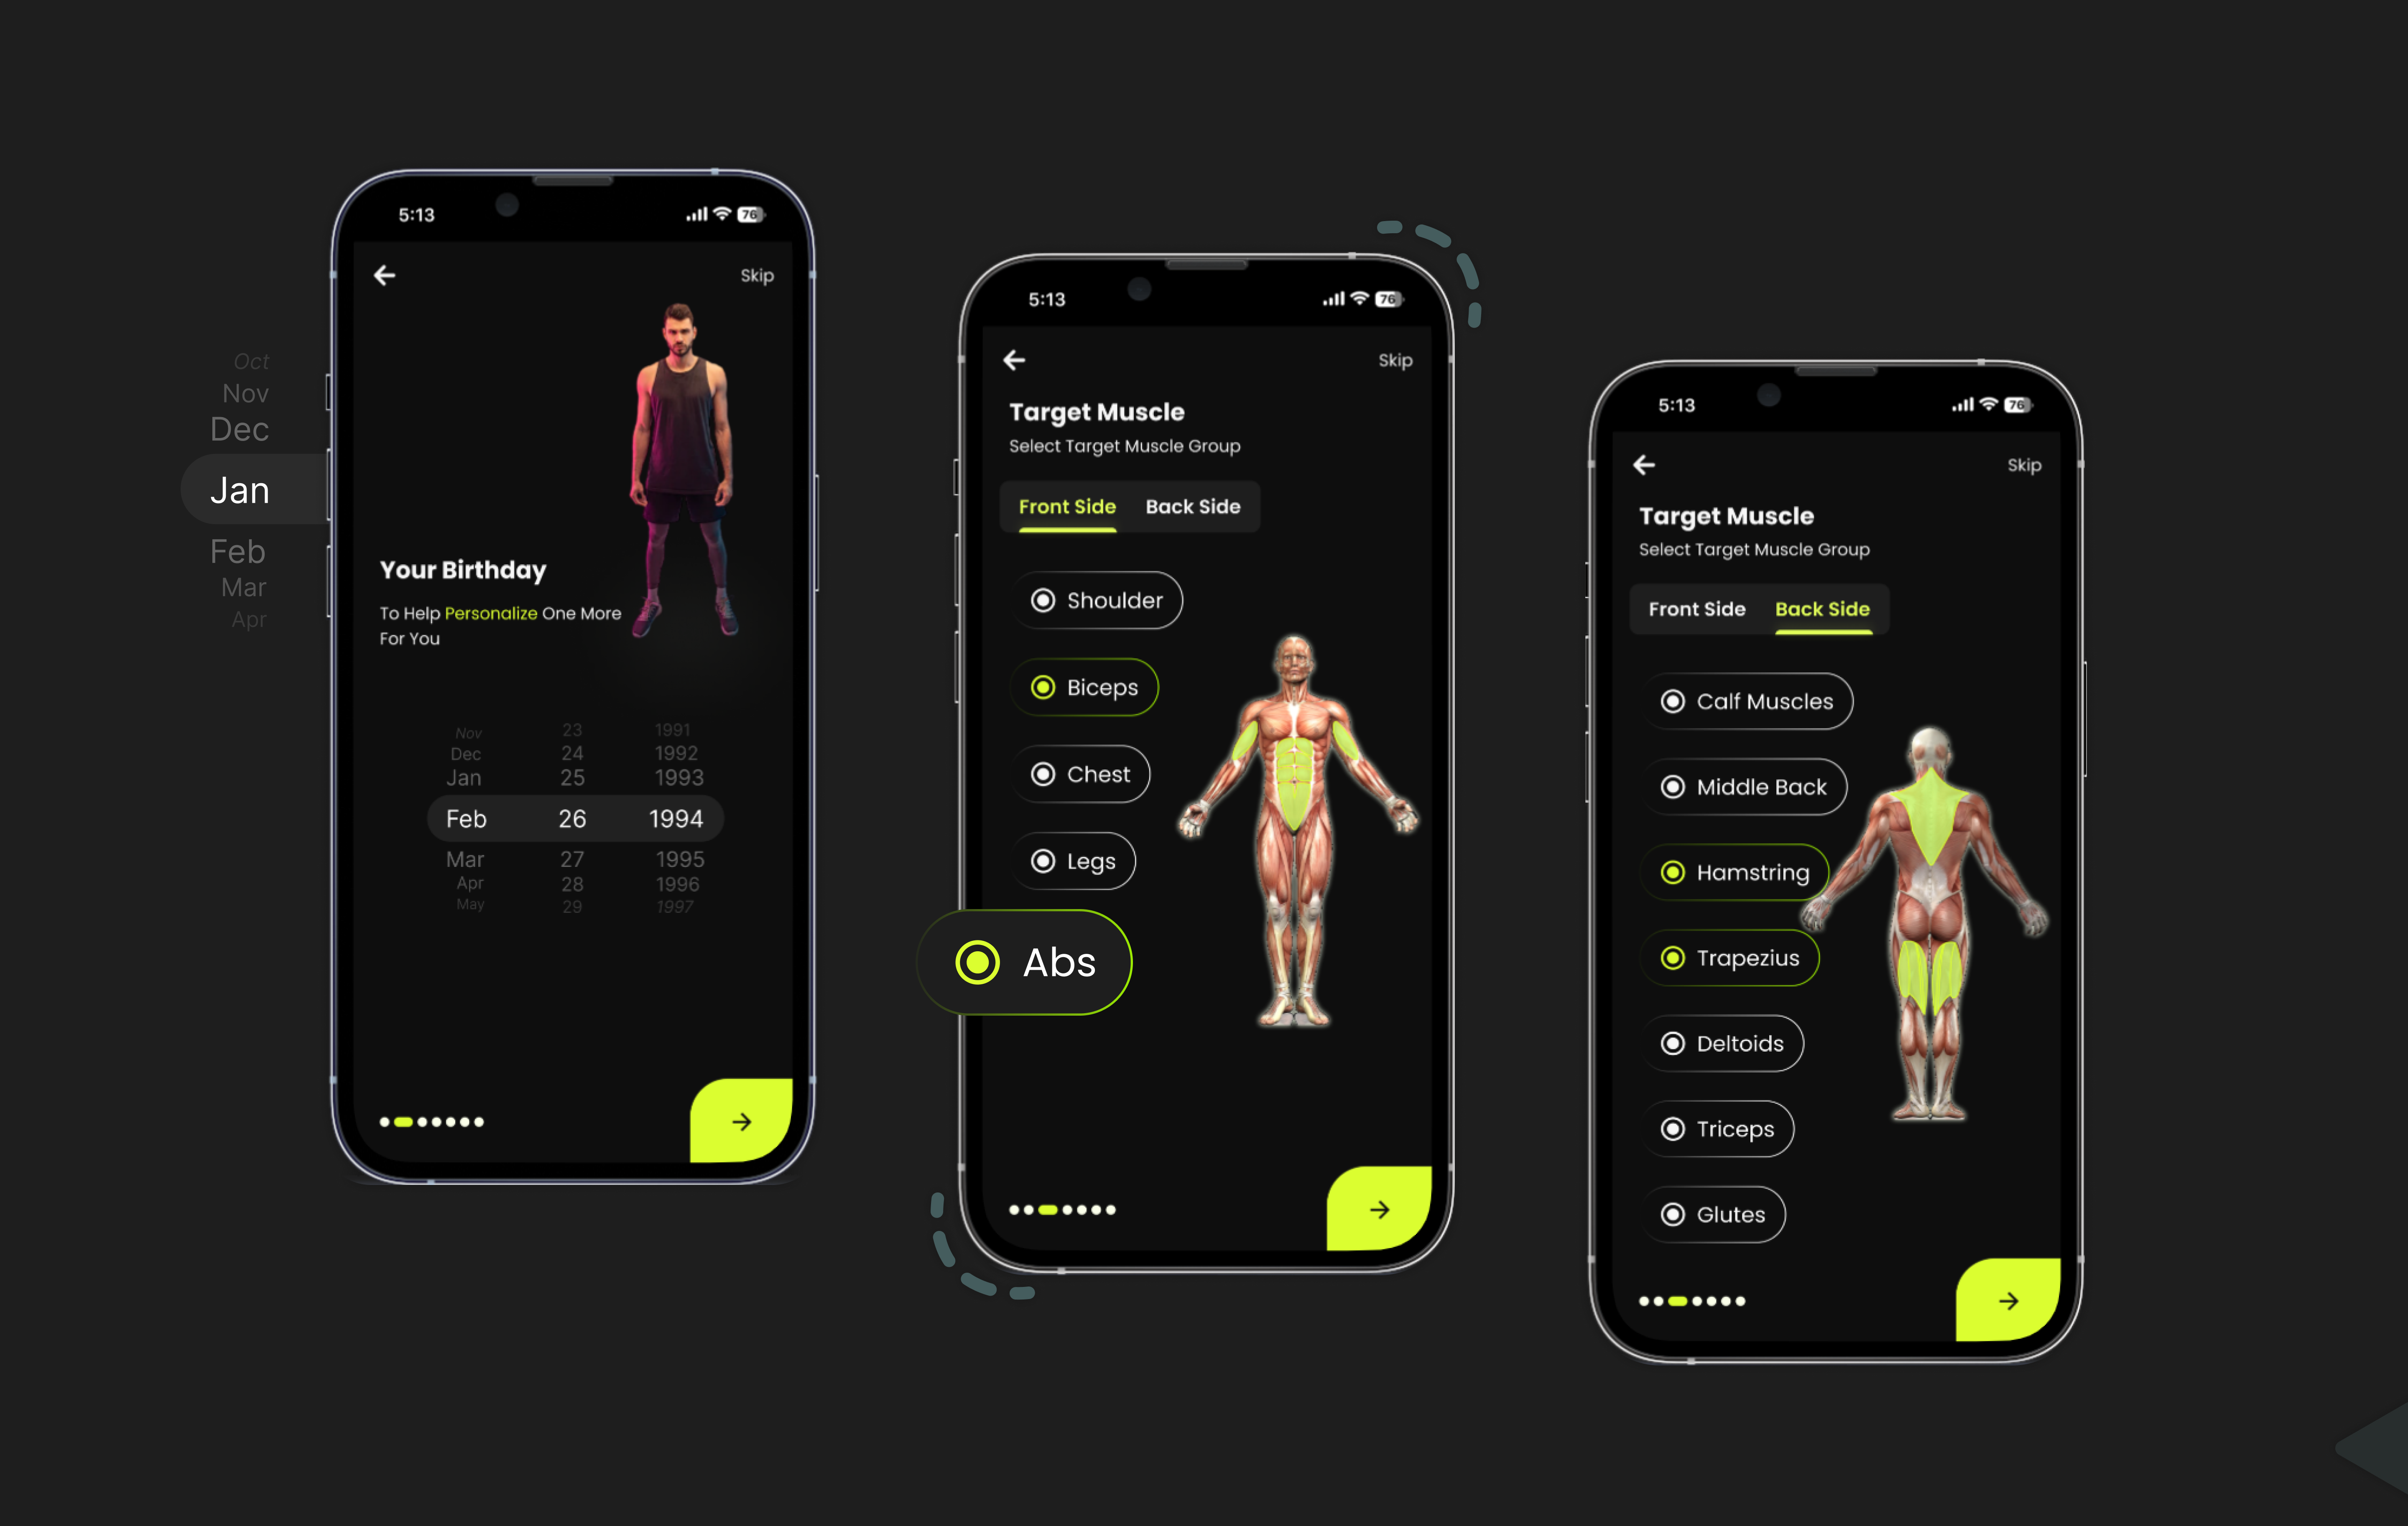 Oct
Nov
Dec
Jan
Feb
Mar
Apr
5:13
76
Skip
Your Birthday
To Help Personalize One More
For You
Nov 23 1991
Dec 24 1992
Jan 25 1993
Feb 26 1994
Mar 27 1995
Apr 28 1996
May 29 1997
5:13
76
Skip
Target Muscle
Select Target Muscle Group
Front Side Back Side
Shoulder
Biceps
Chest
Legs
Abs
5:13
76
Skip
Target Muscle
Select Target Muscle Group
Front Side Back Side
Calf Muscles
Middle Back
Hamstring
Trapezius
Deltoids
Triceps
Glutes